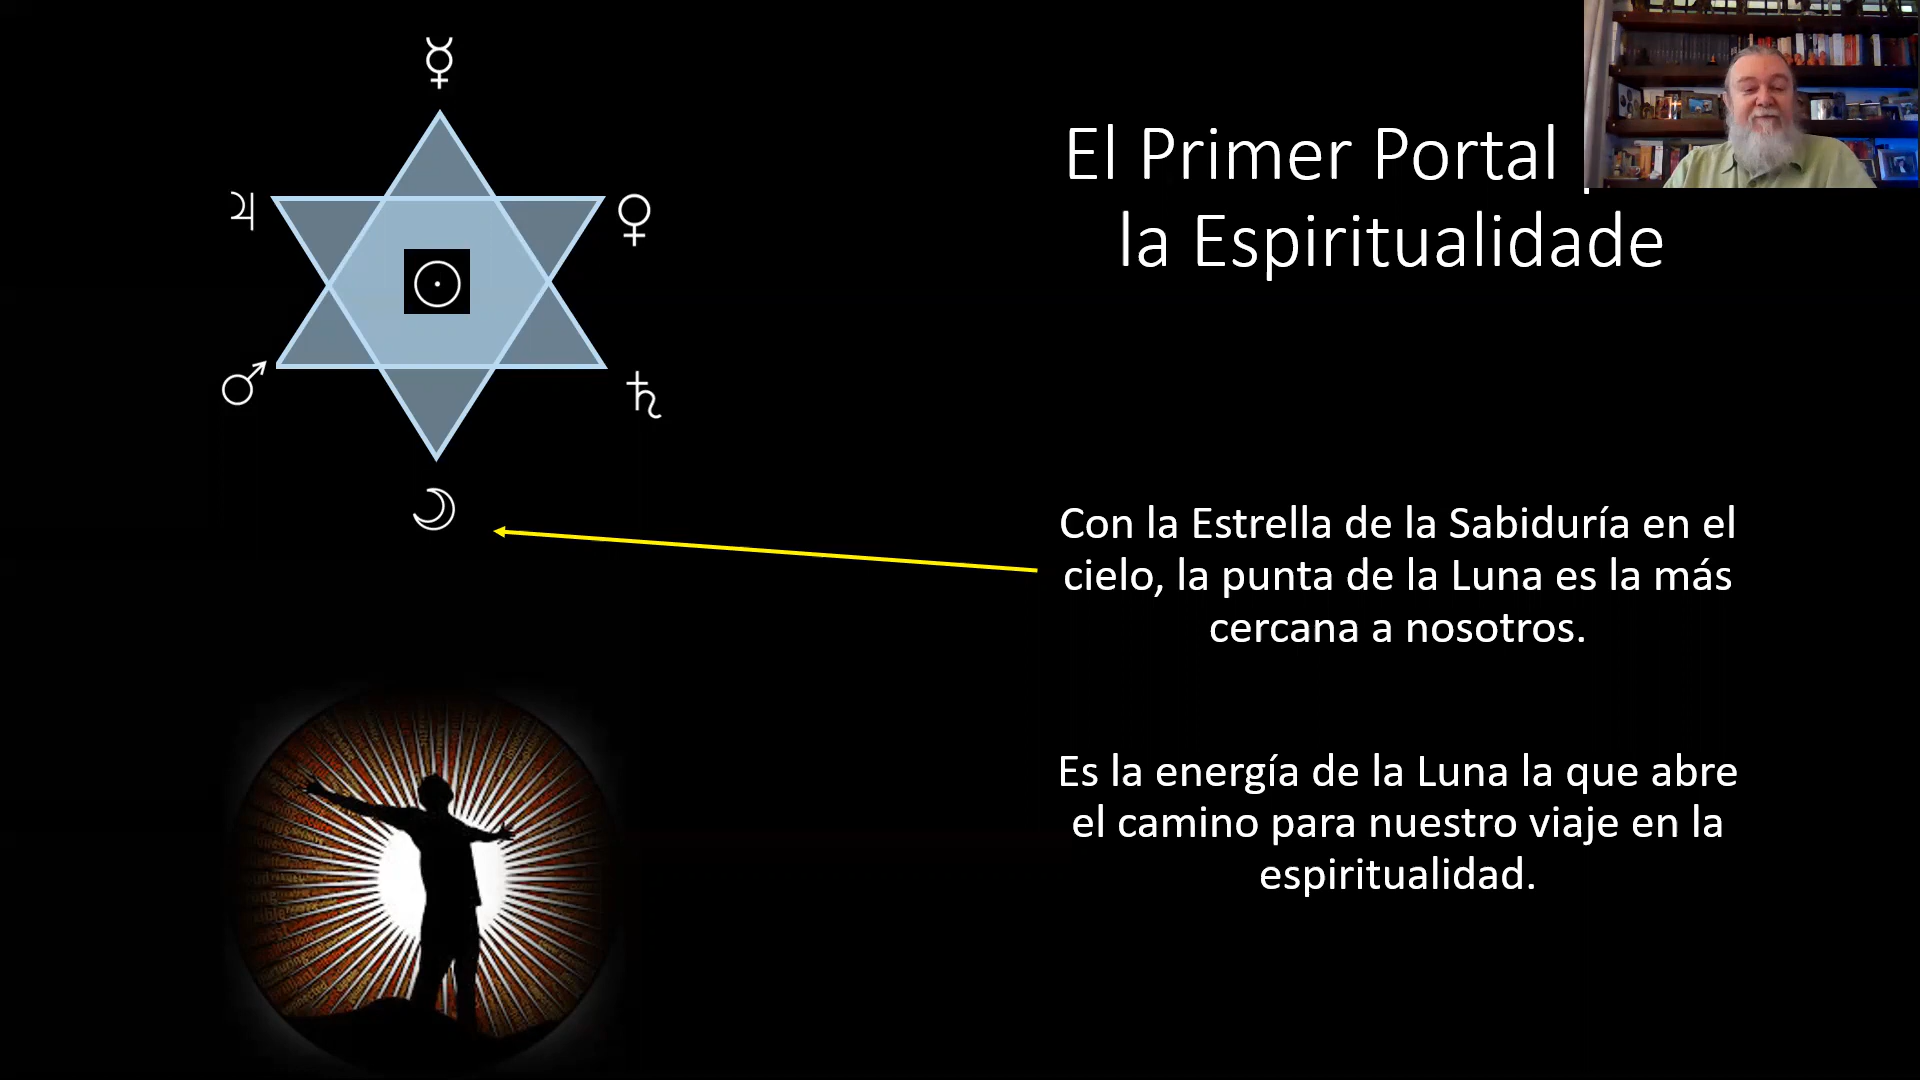 El Primer Portal
la Espiritualidade
Con la Estrella de la Sabiduría en el
cielo, la punta de la Luna es la más
cercana a nosotros.
Es la energía de la Luna la que abre
el camino para nuestro viaje en la
espiritualidad.